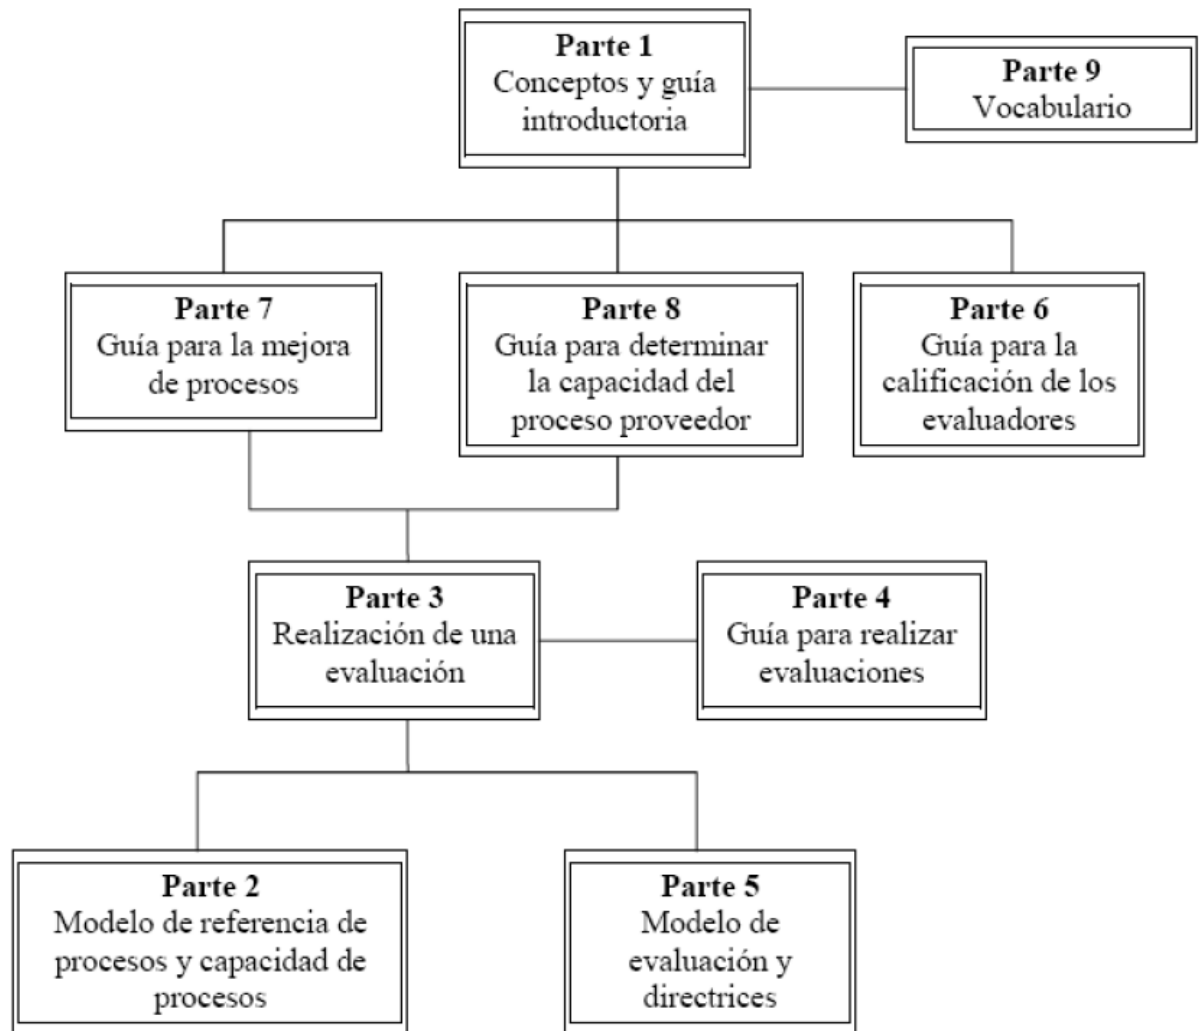 Parte 1
Conceptos y guía
introductoria
Parte 9
Vocabulario
Parte 7
Guía para la mejora
de procesos
Parte 8
Guía para determinar
la capacidad del
proceso proveedor
Parte 6
Guía para la
calificación de los
evaluadores
Parte 3
Realización de una
evaluación
Parte 4
Guía para realizar
evaluaciones
Parte 2
Modelo de referencia de
procesos y capacidad de
procesos
Parte 5
Modelo de
evaluación y
directrices